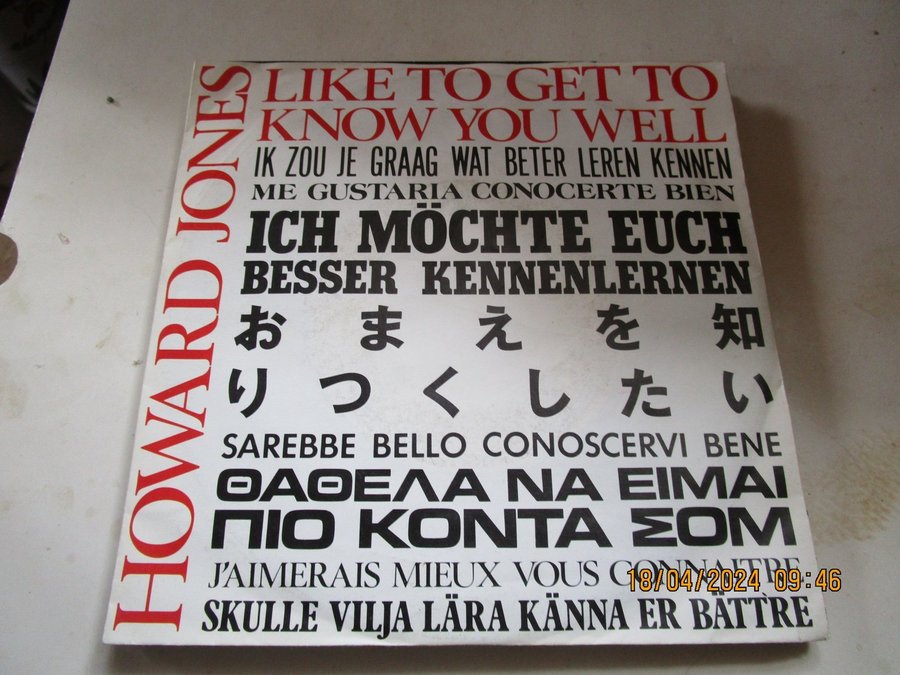 HOWARD JONES
LIKE TO GET TO
KNOW YOU WELL
IK ZOU JE GRAAG WAT BETER LEREN KENNEN
ME GUSTARIA CONOCERTE BIEN
ICH MÖCHTE EUCH
BESSER KENNENLERNEN
おまえを知
りつくしたい
SAREBBE BELLO CONOSCERVI BENE
ΘΑΘΕΛΑ ΝΑ ΕΙΜΑΙ
ΠΙΟ ΚΟΝΤΑ ΣΟΜ
J'AIMERAIS MIEUX VOUS CONNAITRE
18/04/2024 09:46
SKULLE VILJA LÄRA KÄNNA ER BÄTTRE